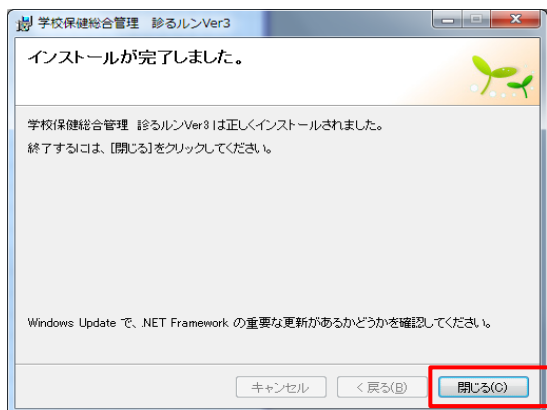 学校保健総合管理 診るルンVer3
インストールが完了しました。
学校保健総合管理 診るルンVer3 は正しくインストールされました。
終了するには、[閉じる]をクリックしてください。
Windows Update で、.NET Framework の重要な更新があるかどうかを確認してください。
キャンセル
< 戻る(B)
閉じる(C)